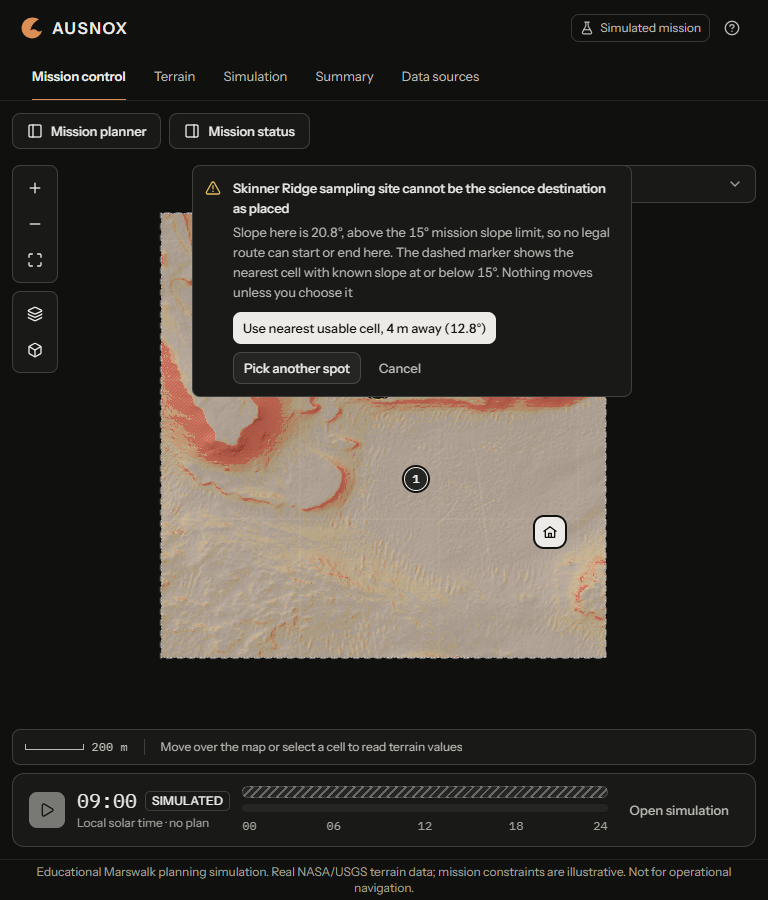 AUSNOX
Simulated mission
Mission control
Terrain
Simulation
Summary
Data sources
Mission planner
Mission status
Skinner Ridge sampling site cannot be the science destination
as placed
Slope here is 20.8°, above the 15° mission slope limit, so no legal
route can start or end here. The dashed marker shows the
nearest cell with known slope at or below 15°. Nothing moves
unless you choose it
Use nearest usable cell, 4 m away (12.8°)
Pick another spot
Cancel
1
200 m
Move over the map or select a cell to read terrain values
09:00
SIMULATED
Local solar time · no plan
00
06
12
18
24
Open simulation
Educational Marswalk planning simulation. Real NASA/USGS terrain data; mission constraints are illustrative. Not for operational
navigation.